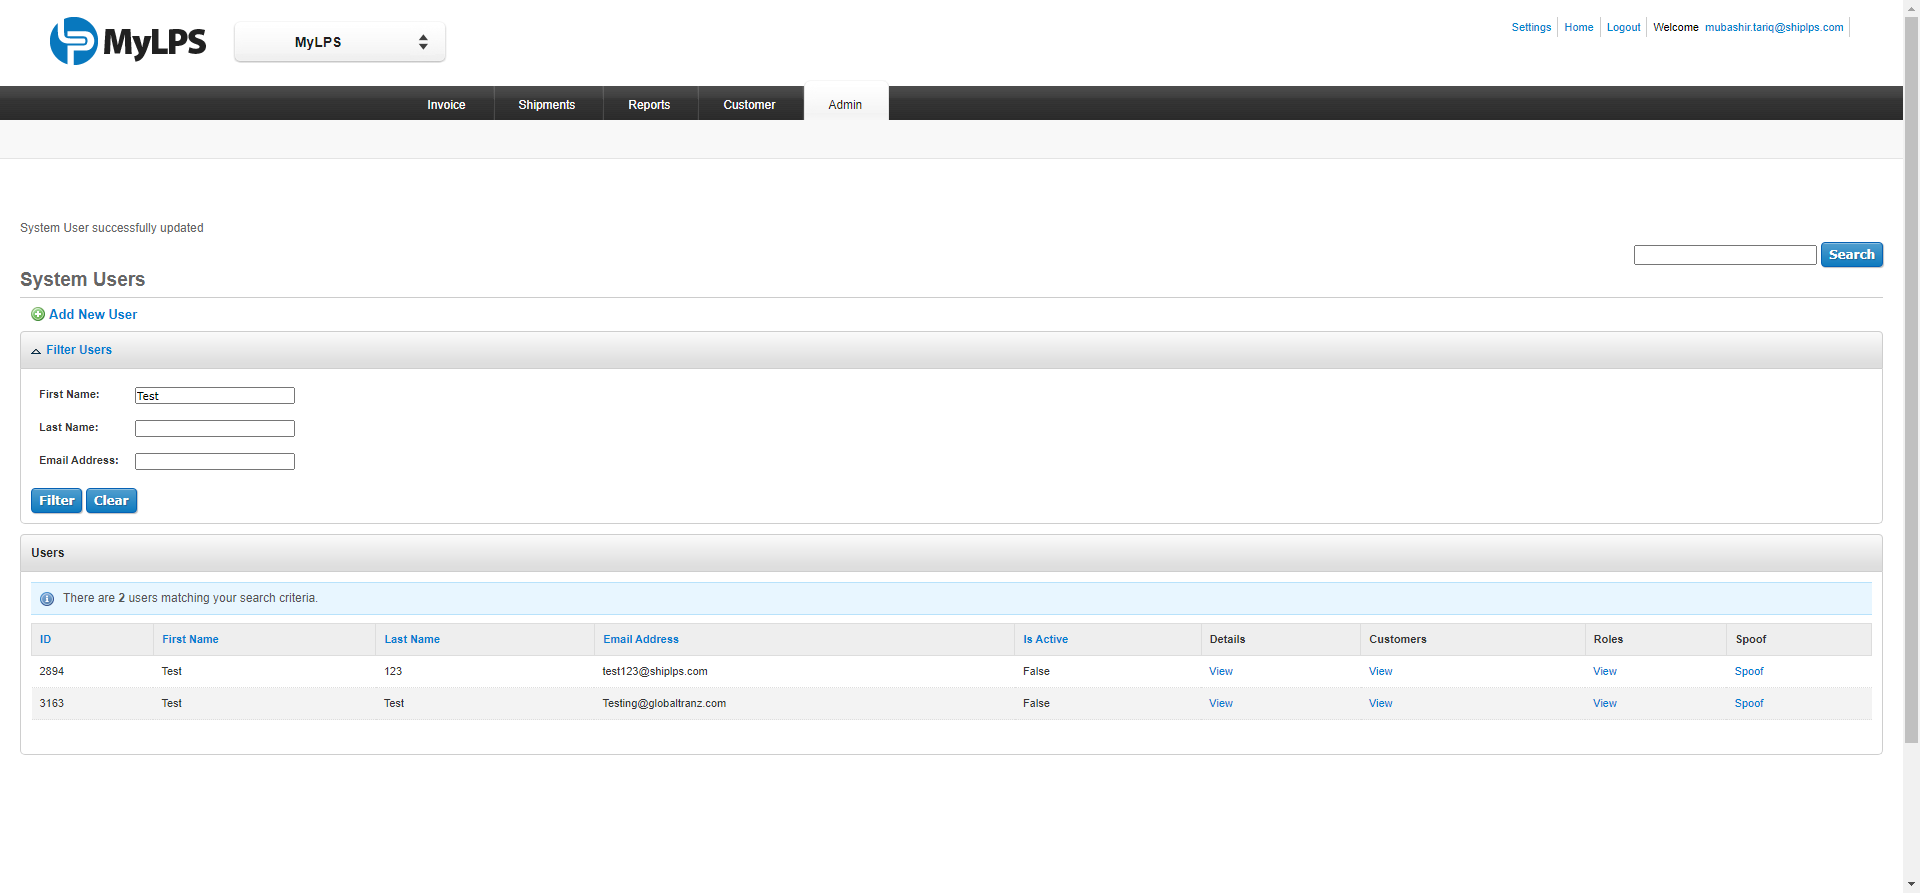 MyLPS
MyLPS
Settings Home Logout Welcome mubashir.tariq@shiplps.com
Invoice Shipments Reports Customer Admin
System User successfully updated
Search
System Users
Add New User
Filter Users
First Name: Test
Last Name:
Email Address:
Filter Clear
Users
There are 2 users matching your search criteria.
ID First Name Last Name Email Address Is Active Details Customers Roles Spoof
2894 Test 123 test123@shiplps.com False View View View Spoof
3163 Test Test Testing@globaltranz.com False View View View Spoof